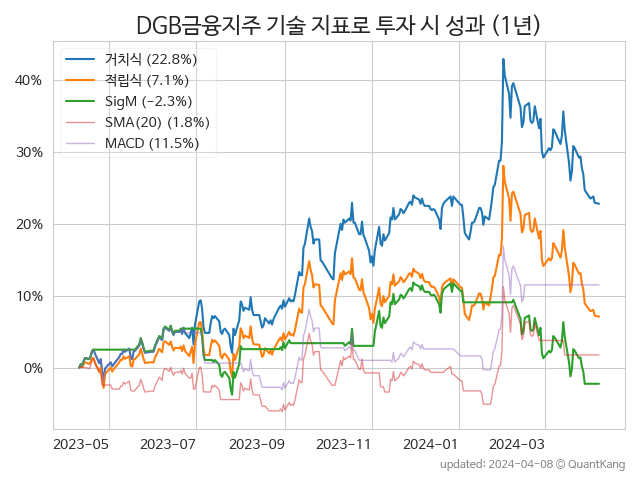 DGB금융지주 기술 지표로 투자 시 성과 (1년)
거치식 (22.8%)
적립식 (7.1%)
SigM (-2.3%)
SMA(20) (1.8%)
MACD (11.5%)
40%
30%
20%
10%
0%
2023-05 2023-07 2023-09 2023-11 2024-01 2024-03
updated: 2024-04-08 © QuantKang